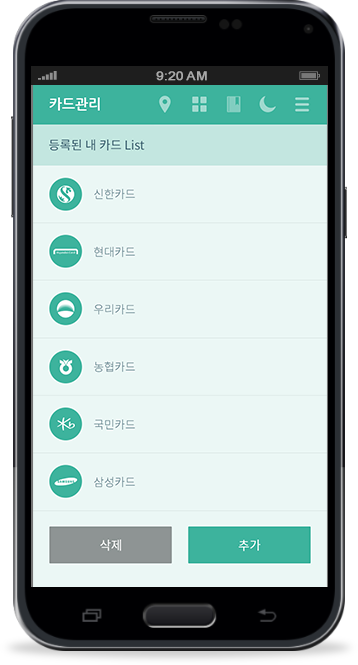 9:20 AM
카드관리
등록된 내 카드 List
신한카드
현대카드
우리카드
농협카드
국민카드
삼성카드
삭제
추가